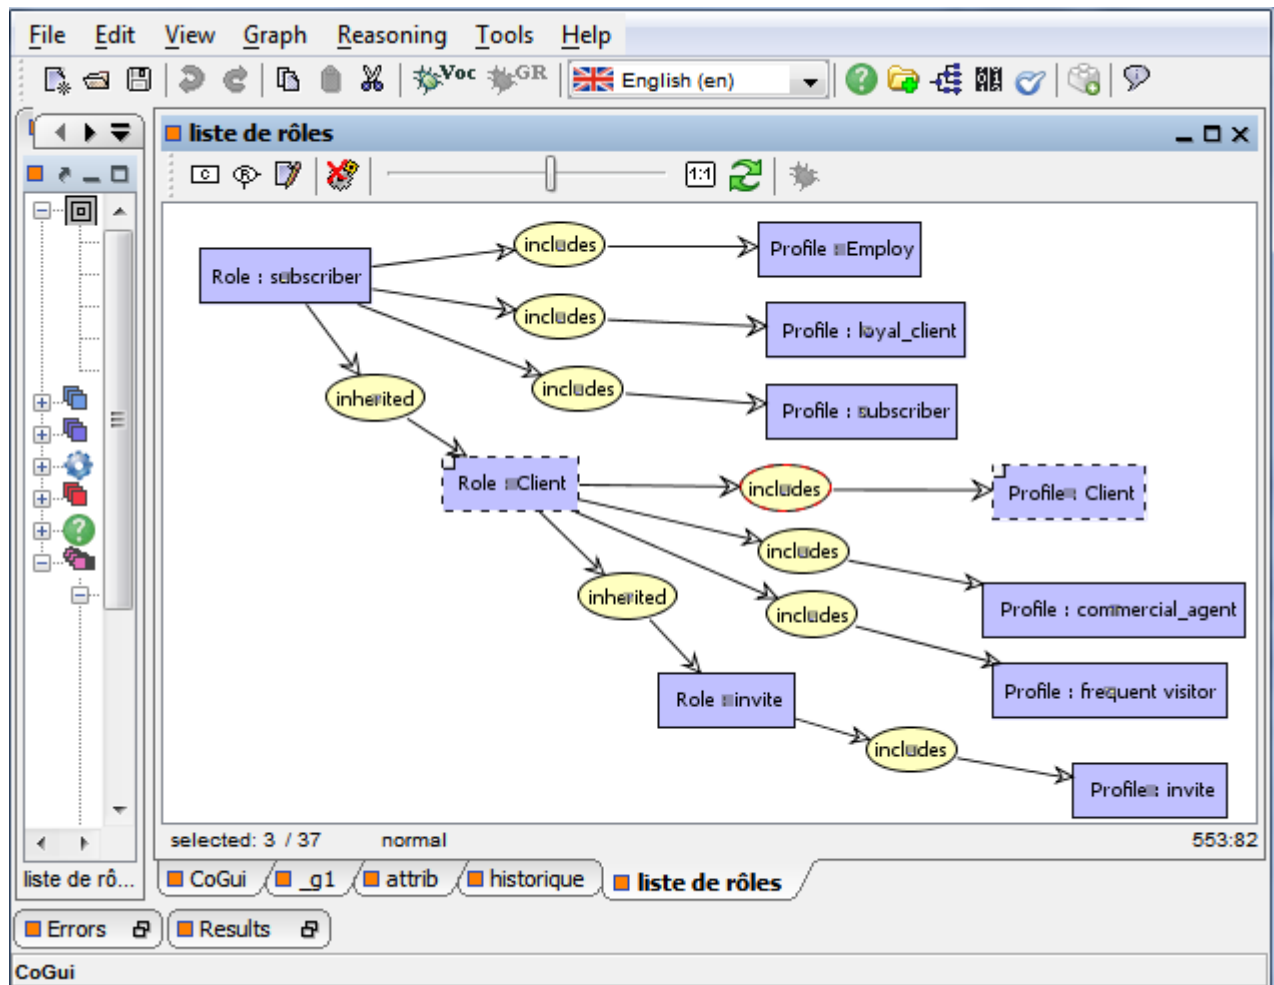 File Edit View Graph Reasoning Tools Help
Voc GR English (en)
liste de rôles
C R 1:1
includes
Profile : Employ
Role : subscriber
includes
Profile : loyal_client
includes
inherited
Profile : subscriber
Role : Client
includes
Profile : Client
includes
inherited
Profile : commercial_agent
includes
Profile : frequent visitor
Role : invite
includes
Profile : invite
selected: 3 / 37 normal 553:82
liste de rô... CoGui _g1 attrib historique liste de rôles
Errors Results
CoGui